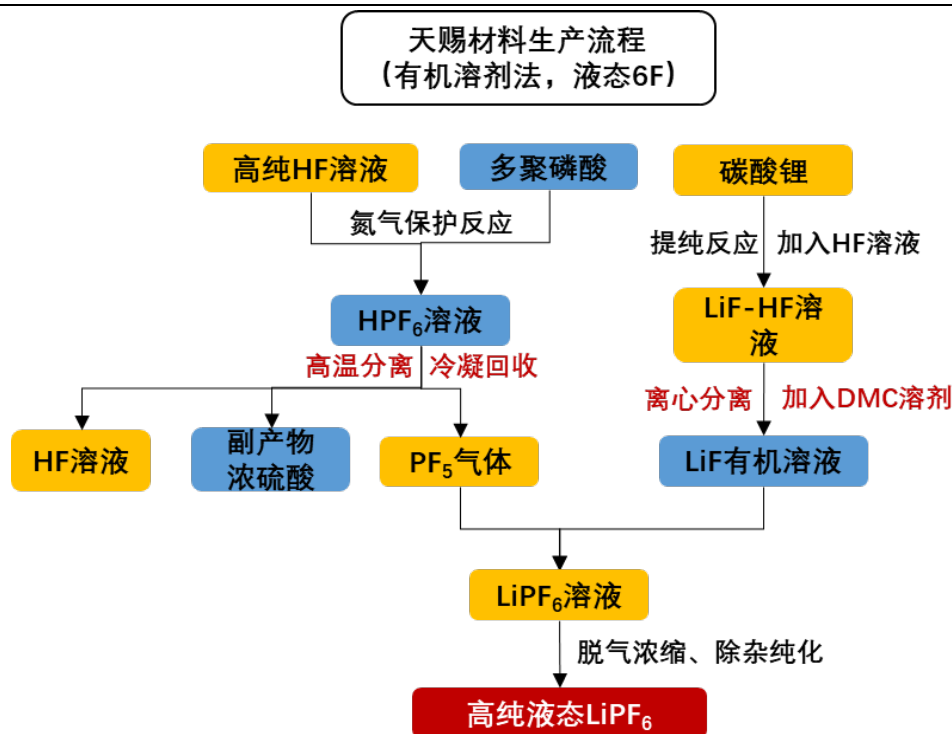 天赐材料生产流程
(有机溶剂法，液态6F)
高纯HF溶液
多聚磷酸
碳酸锂
氮气保护反应
提纯反应 加入HF溶液
HPF₆溶液
LiF-HF溶
液
高温分离 冷凝回收
离心分离 加入DMC溶剂
HF溶液
副产物
浓硫酸
PF₅气体
LiF有机溶液
LiPF₆溶液
脱气浓缩、除杂纯化
高纯液态LiPF₆